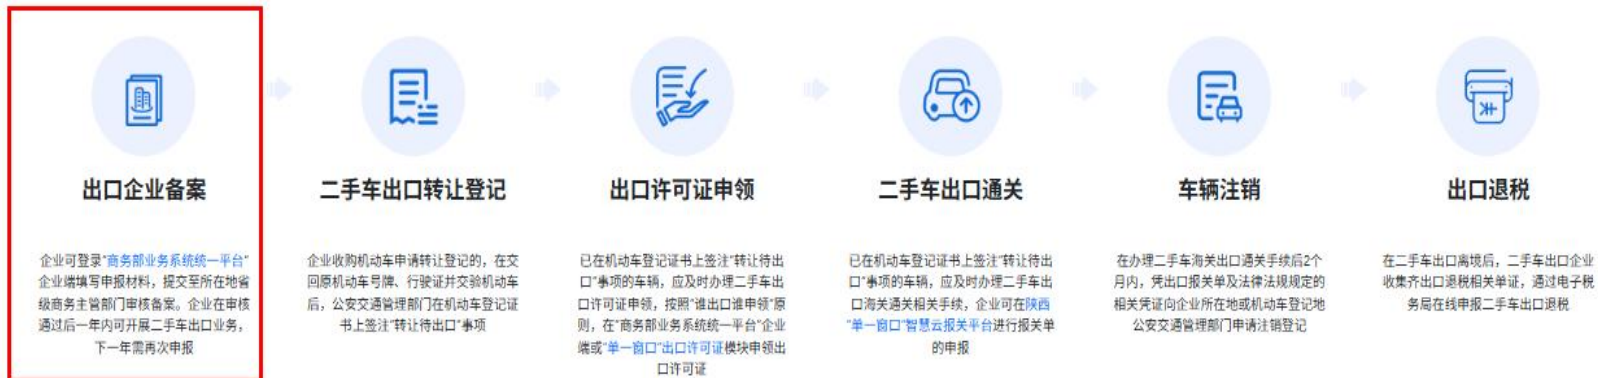 出口企业备案
企业可登录“商务部业务系统统一平台”
企业端填写申报材料，提交至所在地省
级商务主管部门审核备案。企业在审核
通过后一年内可开展二手车出口业务，
下一年需再次申报
二手车出口转让登记
企业收购机动车申请转让登记的，在交
回原机动车号牌、行驶证并交验机动车
后，公安交通管理部门在机动车登记证
书上签注“转让待出口”事项
出口许可证申领
已在机动车登记证书上签注“转让待出
口”事项的车辆，应及时办理二手车出
口许可证申领，按照“谁出口谁申领”原
则，在“商务部业务系统统一平台”企业
端或“单一窗口”出口许可证模块申领出
口许可证
二手车出口通关
已在机动车登记证书上签注“转让待出
口”事项的车辆，应及时办理二手车出
口海关通关相关手续，企业可在陕西
“单一窗口”智慧云报关平台进行报关单
的申报
车辆注销
在办理二手车海关出口通关手续后2个
月内，凭出口报关单及法律法规规定的
相关凭证向企业所在地或机动车登记地
公安交通管理部门申请注销登记
出口退税
在二手车出口离境后，二手车出口企业
收集齐出口退税相关单证，通过电子税
务局在线申报二手车出口退税